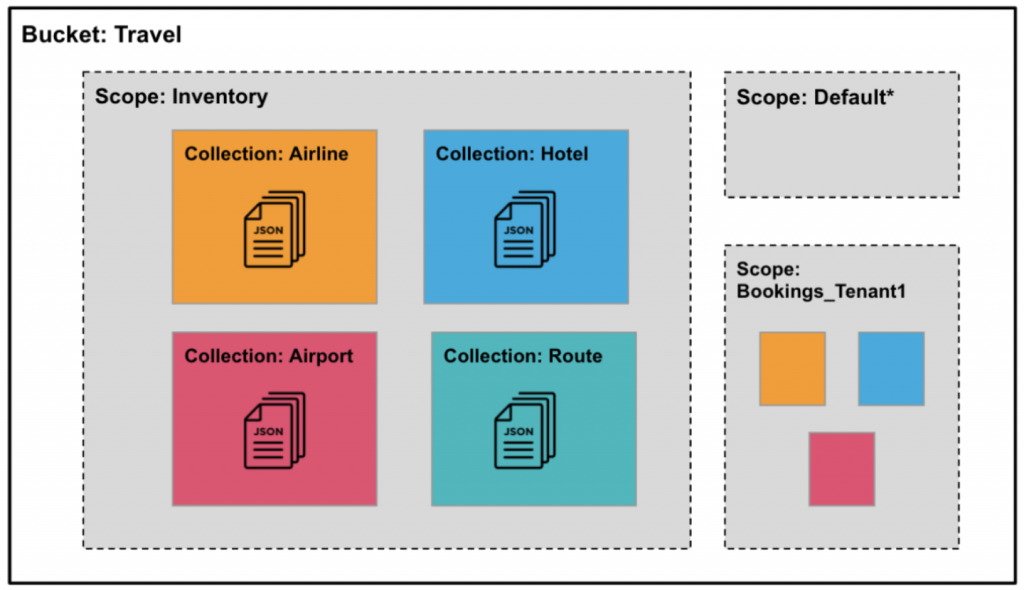 Bucket: Travel
Scope: Inventory
Collection: Airline
JSON
Collection: Hotel
JSON
Collection: Airport
JSON
Collection: Route
JSON
Scope: Default*
Scope:
Bookings_Tenant1